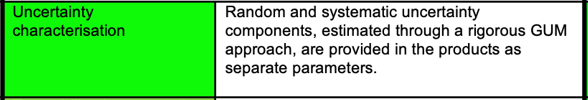 Uncertainty
characterisation
Random and systematic uncertainty
components, estimated through a rigorous GUM
approach, are provided in the products as
separate parameters.